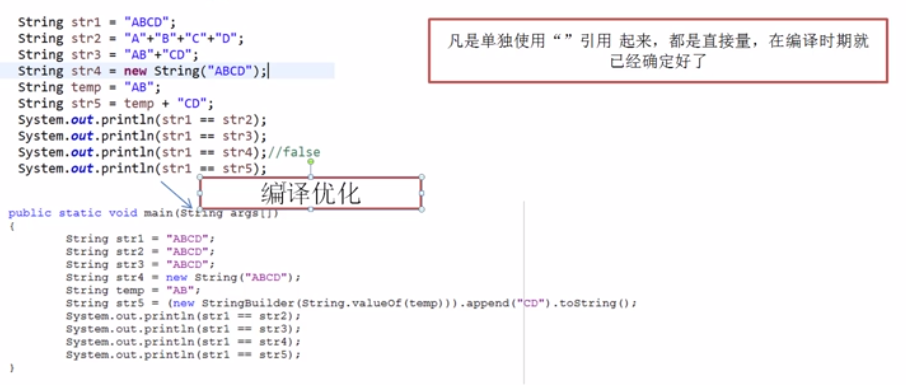 String str1 = "ABCD";
String str2 = "A"+"B"+"C"+"D";
String str3 = "AB"+"CD";
String str4 = new String("ABCD");
String temp = "AB";
String str5 = temp + "CD";
System.out.println(str1 == str2);
System.out.println(str1 == str3);
System.out.println(str1 == str4);//false
System.out.println(str1 == str5);
凡是单独使用“”引用 起来，都是直接量，在编译时期就
已经确定好了
编译优化
public static void main(String args[])
{
String str1 = "ABCD";
String str2 = "ABCD";
String str3 = "ABCD";
String str4 = new String("ABCD");
String temp = "AB";
String str5 = (new StringBuilder(String.valueOf(temp))).append("CD").toString();
System.out.println(str1 == str2);
System.out.println(str1 == str3);
System.out.println(str1 == str4);
System.out.println(str1 == str5);
}